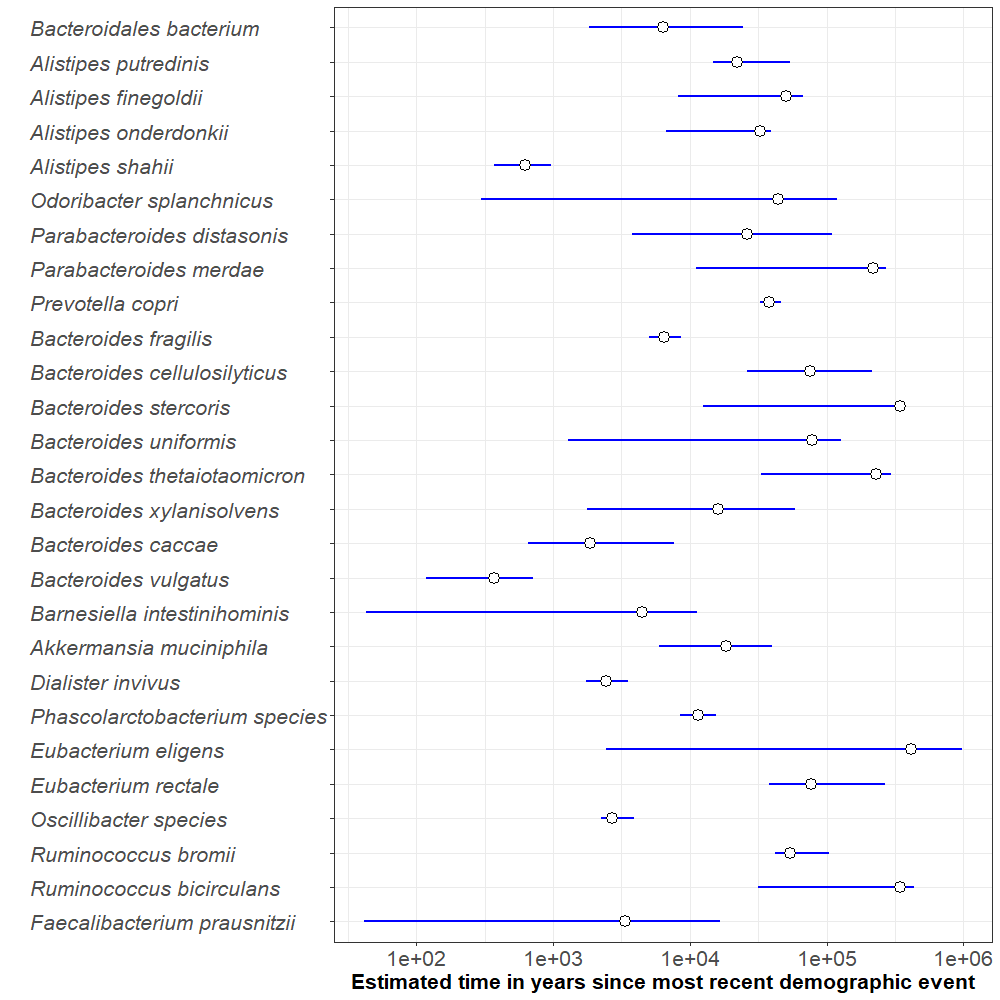 Bacteroidales bacterium
Alistipes putredinis
Alistipes finegoldii
Alistipes onderdonkii
Alistipes shahii
Odoribacter splanchnicus
Parabacteroides distasonis
Parabacteroides merdae
Prevotella copri
Bacteroides fragilis
Bacteroides cellulosilyticus
Bacteroides stercoris
Bacteroides uniformis
Bacteroides thetaiotaomicron
Bacteroides xylanisolvens
Bacteroides caccae
Bacteroides vulgatus
Barnesiella intestinihominis
Akkermansia muciniphila
Dialister invivus
Phascolarctobacterium species
Eubacterium eligens
Eubacterium rectale
Oscillibacter species
Ruminococcus bromii
Ruminococcus bicirculans
Faecalibacterium prausnitzii
1e+02 1e+03 1e+04 1e+05 1e+06
Estimated time in years since most recent demographic event